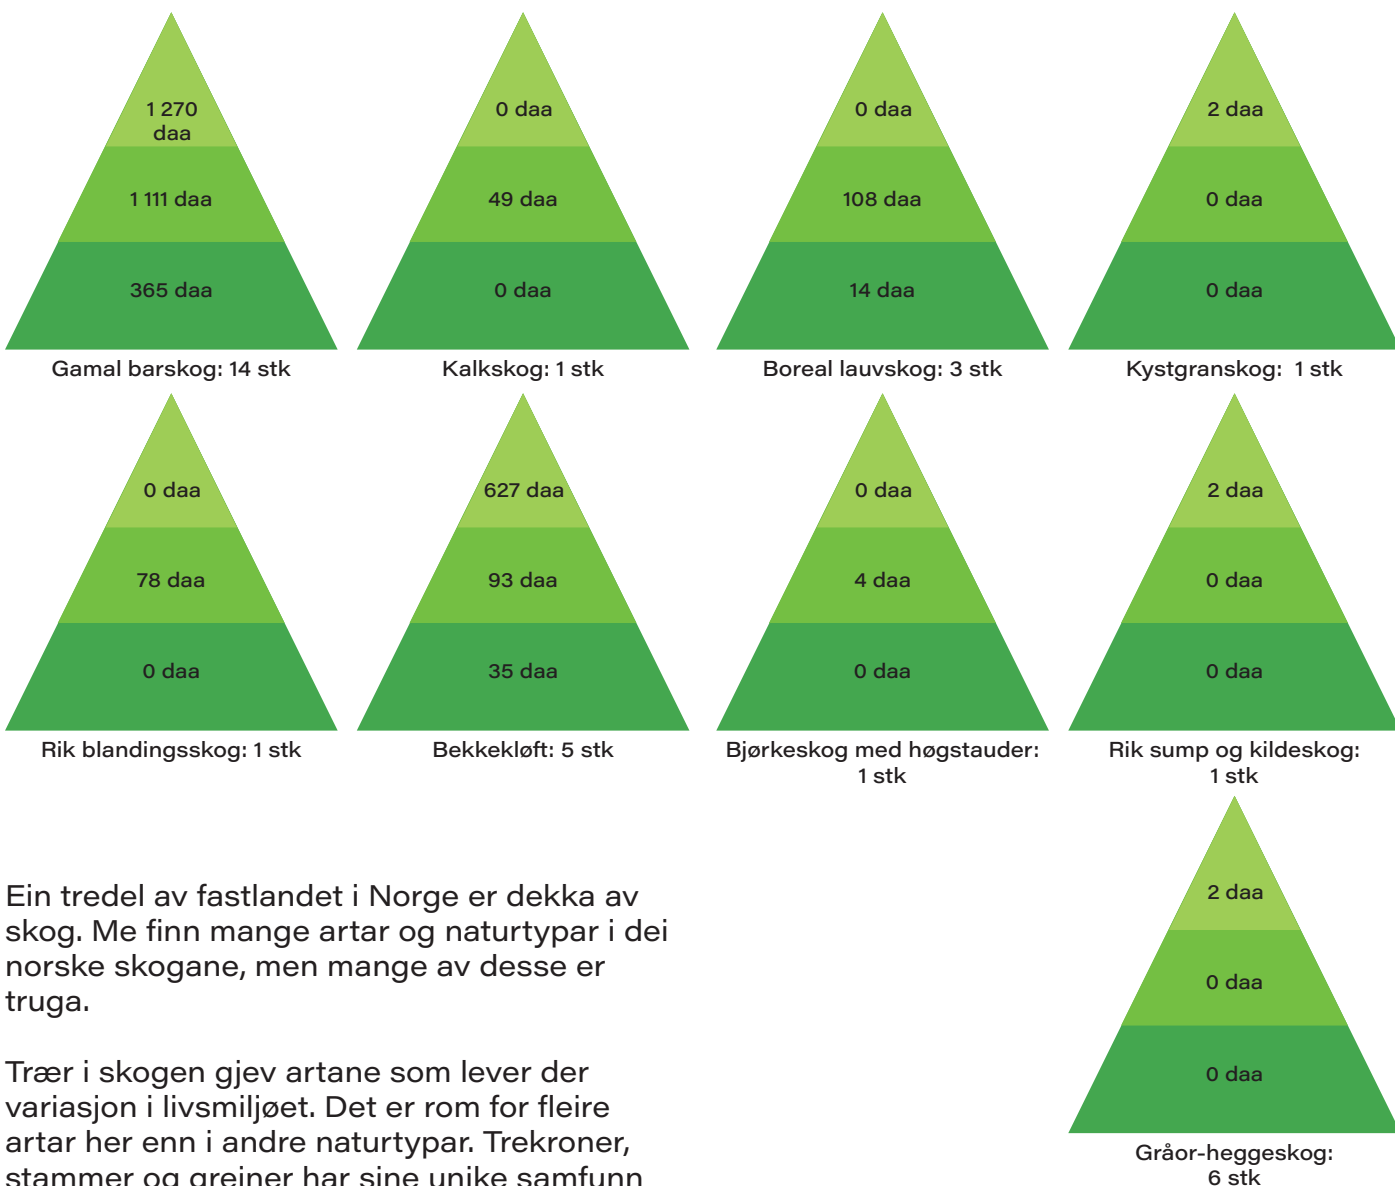 1 270
daa
1 111 daa
365 daa
Gamal barskog: 14 stk
0 daa
49 daa
0 daa
Kalkskog: 1 stk
0 daa
108 daa
14 daa
Boreal lauvskog: 3 stk
2 daa
0 daa
0 daa
Kystgranskog: 1 stk
0 daa
78 daa
0 daa
Rik blandingsskog: 1 stk
627 daa
93 daa
35 daa
Bekkekløft: 5 stk
0 daa
4 daa
0 daa
Bjørkeskog med høgstauder:
1 stk
2 daa
0 daa
0 daa
Rik sump og kildeskog:
1 stk
2 daa
0 daa
0 daa
Gråor-heggeskog:
6 stk
Ein tredel av fastlandet i Norge er dekka av
skog. Me finn mange artar og naturtypar i dei
norske skogane, men mange av desse er
truga.
Trær i skogen gjev artane som lever der
variasjon i livsmiljøet. Det er rom for fleire
artar her enn i andre naturtypar. Trekroner,
stammer og greiner har sine unike samfunn